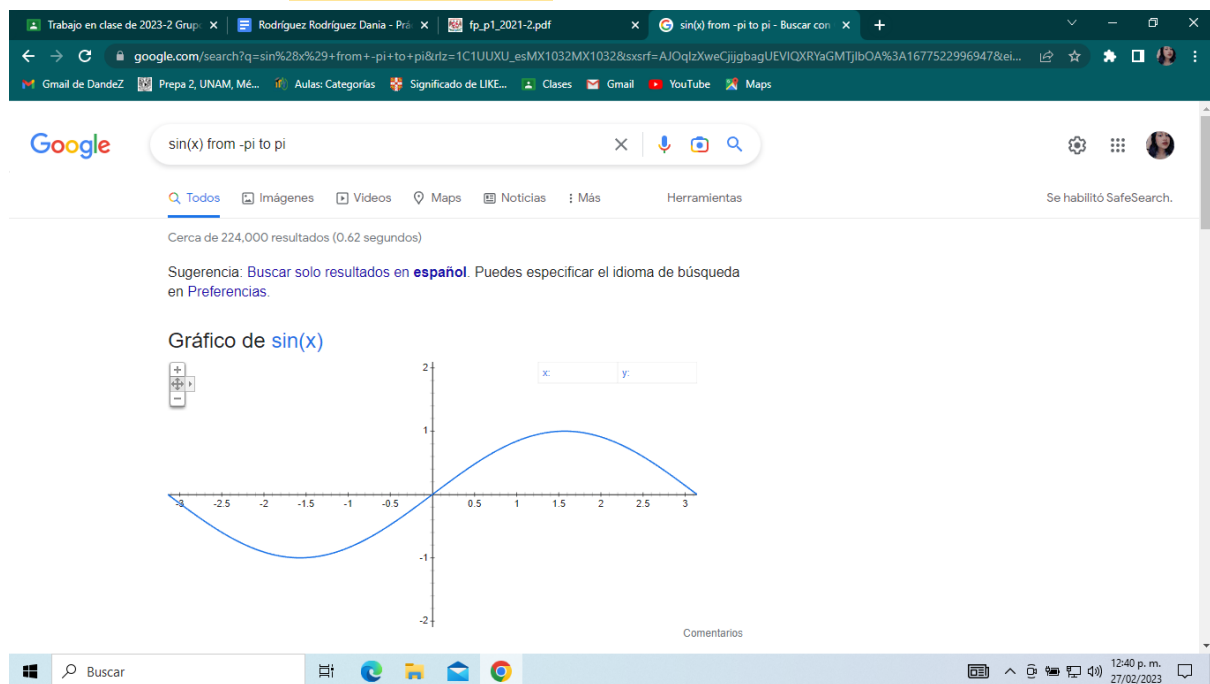 Trabajo en clase de 2023-2 Grup
Rodríguez Rodríguez Dania - Prá
fp_p1_2021-2.pdf
sin(x) from -pi to pi - Buscar con
google.com/search?q=sin%28x%29+from+-pi+to+pi&rlz=1C1UUXU_esMX1032MX1032&sxsrf=AJOqlzXweCjijgbagUEVIQXRYaGMTjlbOA%3A1677522996947&ei...
Gmail de DandeZ
Prepa 2, UNAM, Mé...
Aulas: Categorías
Significado de LIKE...
Clases
Gmail
YouTube
Maps
Google
sin(x) from -pi to pi
Todos
Imágenes
Videos
Maps
Noticias
Más
Herramientas
Se habilitó SafeSearch.
Cerca de 224,000 resultados (0.62 segundos)
Sugerencia: Buscar solo resultados en español. Puedes especificar el idioma de búsqueda
en Preferencias.
Gráfico de sin(x)
x:
y:
2
1
-3 -2.5 -2 -1.5 -1 -0.5 0.5 1 1.5 2 2.5 3
-1
-2
Comentarios
Buscar
12:40 p. m.
27/02/2023